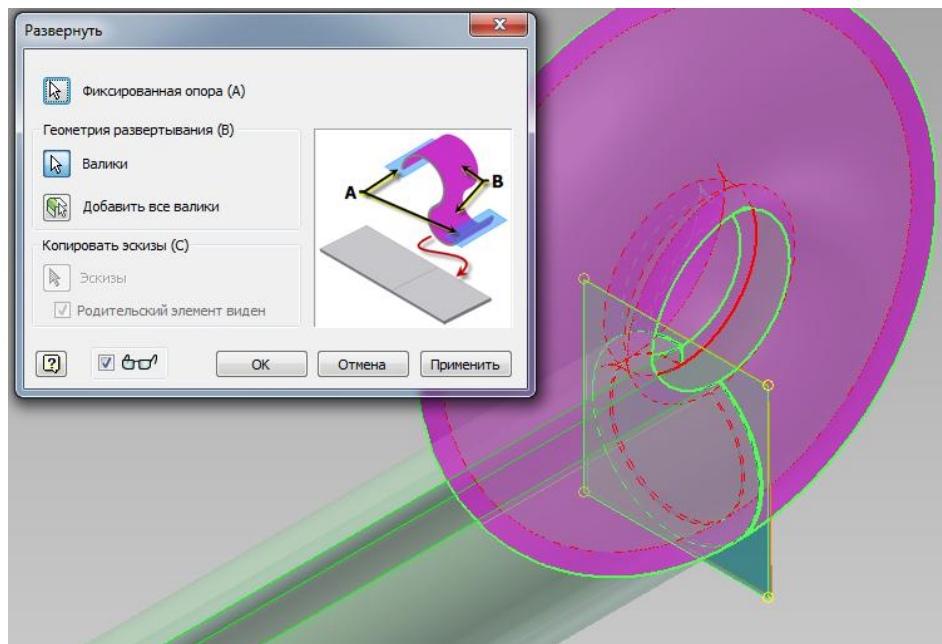 Развернуть
Фиксированная опора (A)
Геометрия развертывания (B)
Валики
Добавить все валики
Копировать эскизы (C)
Эскизы
Родительский элемент виден
A
B
?
OK
Отмена
Применить